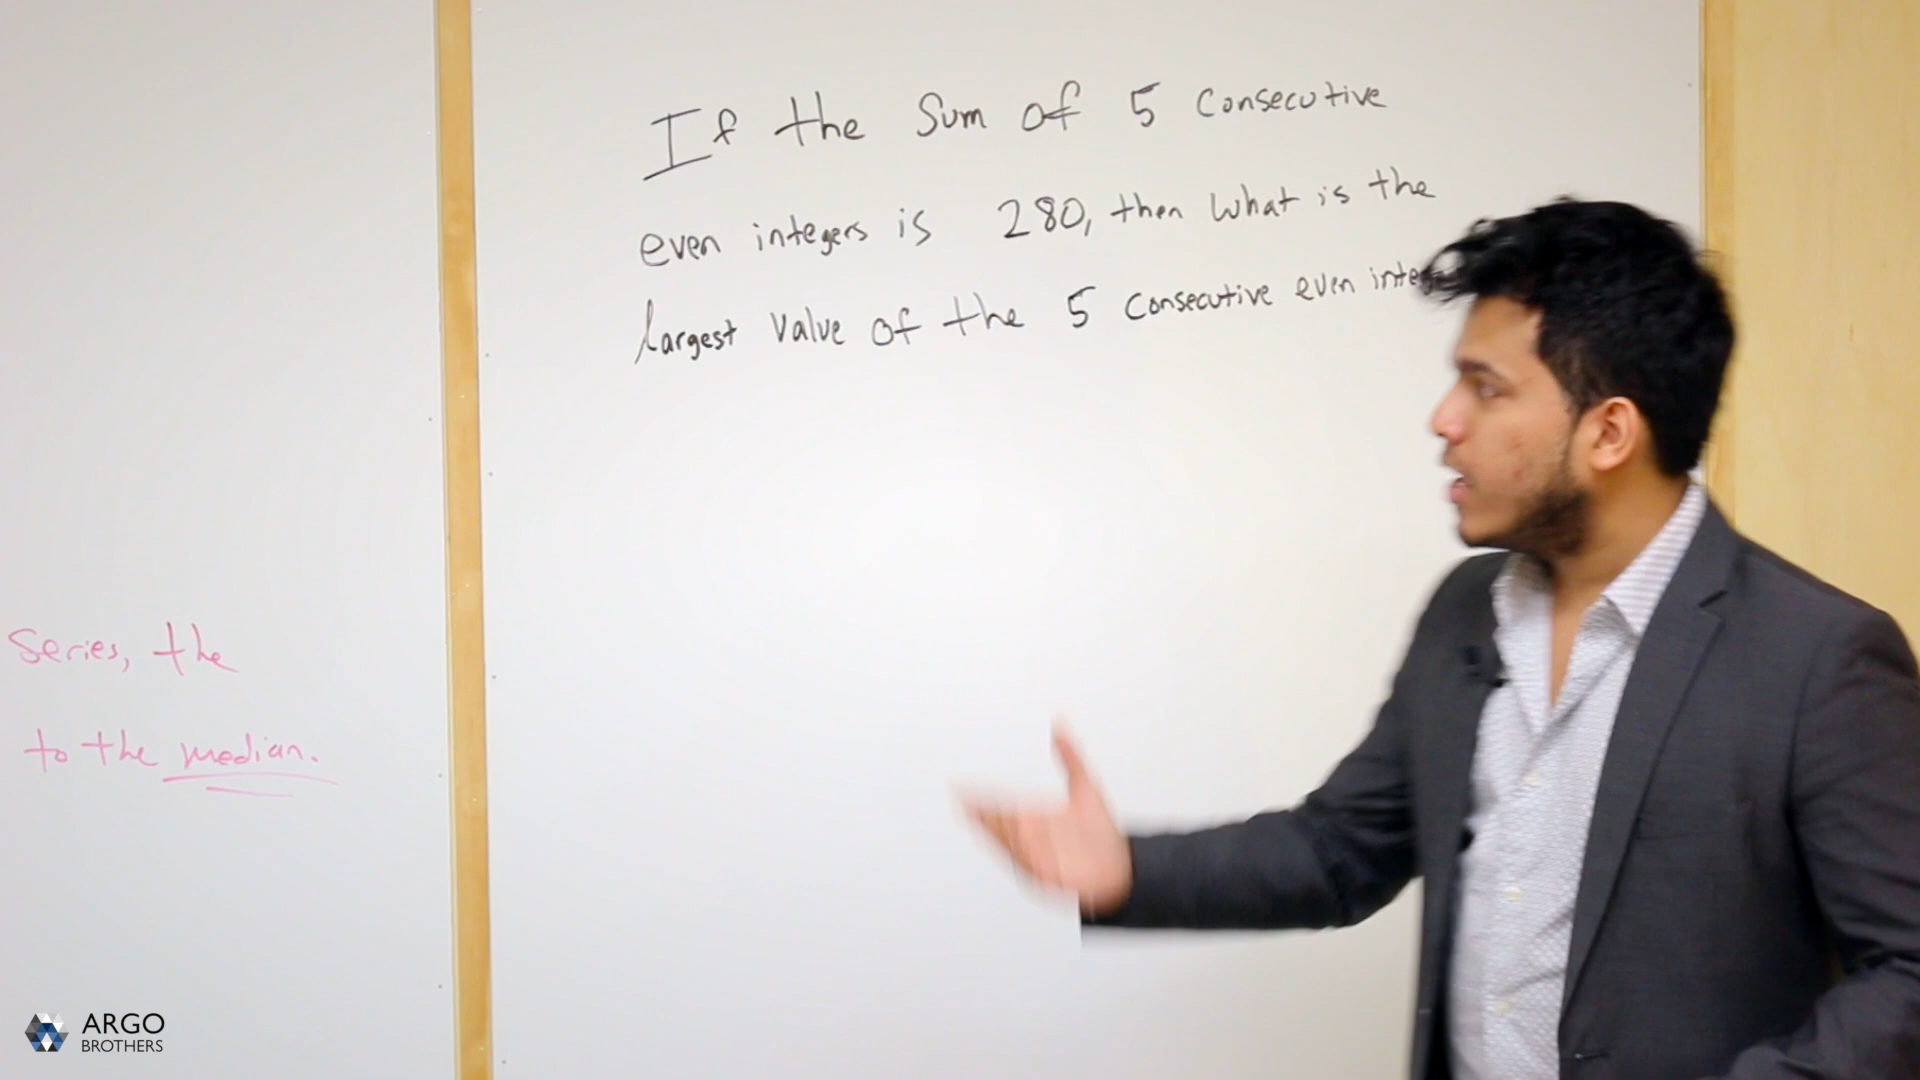 If the Sum of 5 Consecutive
even integers is 280, then what is the
largest value of the 5 Consecutive even
Series, the
to the median.
ARGO
BROTHERS